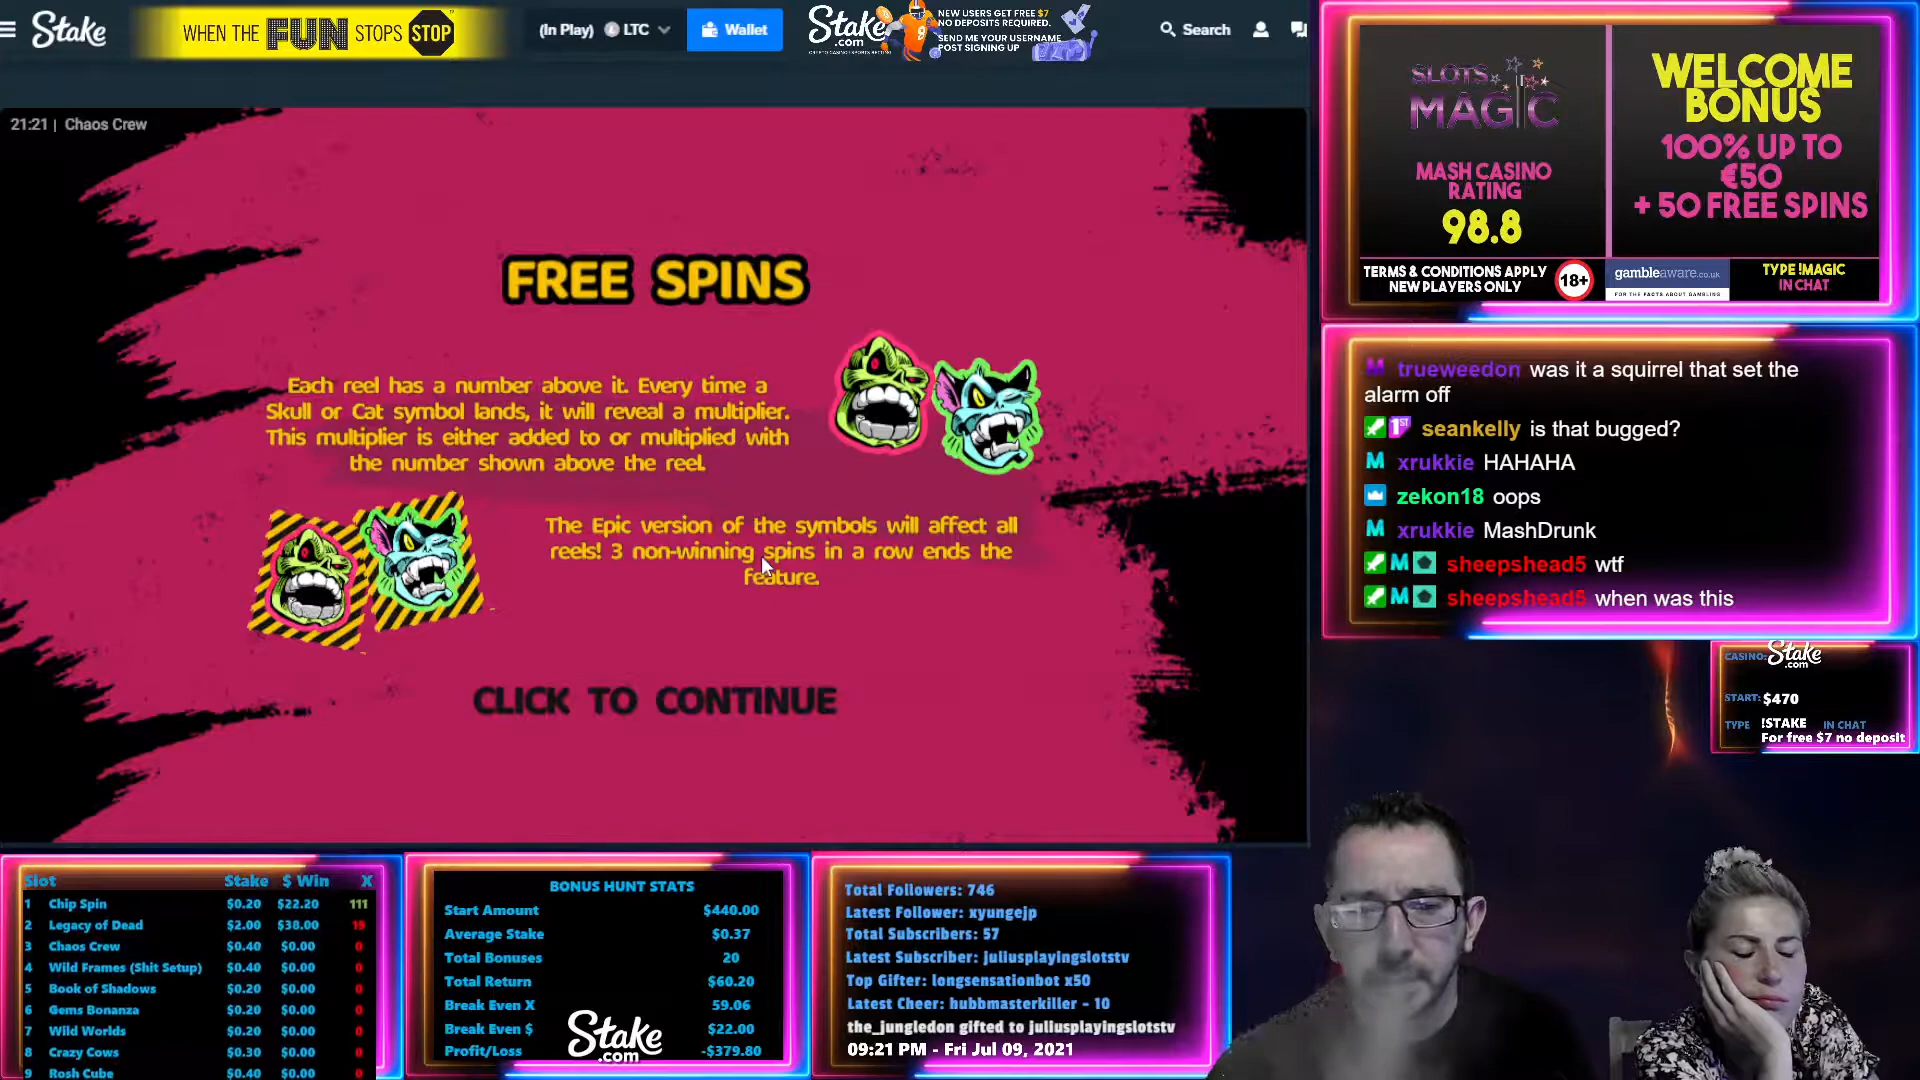 Stake
WHEN THE FUN STOPS STOP
(In Play) LTC
Wallet
Stake
.com
NEW USERS GET FREE $7
NO DEPOSITS REQUIRED.
SEND ME YOUR USERNAME
POST SIGNING UP
Search
21:21 | Chaos Crew
FREE SPINS
Each reel has a number above it. Every time a
Skull or Cat symbol lands, it will reveal a multiplier.
This multiplier is either added to or multiplied with
the number shown above the reel.
The Epic version of the symbols will affect all
reels! 3 non-winning spins in a row ends the
feature.
CLICK TO CONTINUE
SLOTS
MAGIC
MASH CASINO
RATING
98.8
WELCOME
BONUS
100% UP TO
€50
+ 50 FREE SPINS
TERMS & CONDITIONS APPLY
NEW PLAYERS ONLY
18+
gambleaware.co.uk
FOR THE FACTS ABOUT GAMBLING
TYPE !MAGIC
IN CHAT
M trueweedon was it a squirrel that set the
alarm off
1ST seankelly is that bugged?
M xrukkie HAHAHA
zekon18 oops
M xrukkie MashDrunk
M sheepshead5 wtf
M sheepshead5 when was this
CASINO: Stake
.com
START: $470
TYPE !STAKE IN CHAT
For free $7 no deposit
Slot Stake $ Win X
1 Chip Spin $0.20 $22.20 111
2 Legacy of Dead $2.00 $38.00 19
3 Chaos Crew $0.40 $0.00 0
4 Wild Frames (Shit Setup) $0.40 $0.00 0
5 Book of Shadows $0.20 $0.00 0
6 Gems Bonanza $0.20 $0.00 0
7 Wild Worlds $0.20 $0.00 0
8 Crazy Cows $0.30 $0.00 0
9 Rosh Cube $0.40 $0.00 0
BONUS HUNT STATS
Start Amount $440.00
Average Stake $0.37
Total Bonuses 20
Total Return $60.20
Break Even X 59.06
Break Even $ $22.00
Profit/Loss -$379.80
Stake
.com
Total Followers: 746
Latest Follower: xyungejp
Total Subscribers: 57
Latest Subscriber: juliusplayingslotstv
Top Gifter: longsensationbot x50
Latest Cheer: hubbmasterkiller - 10
the_jungledon gifted to juliusplayingslotstv
09:21 PM - Fri Jul 09, 2021